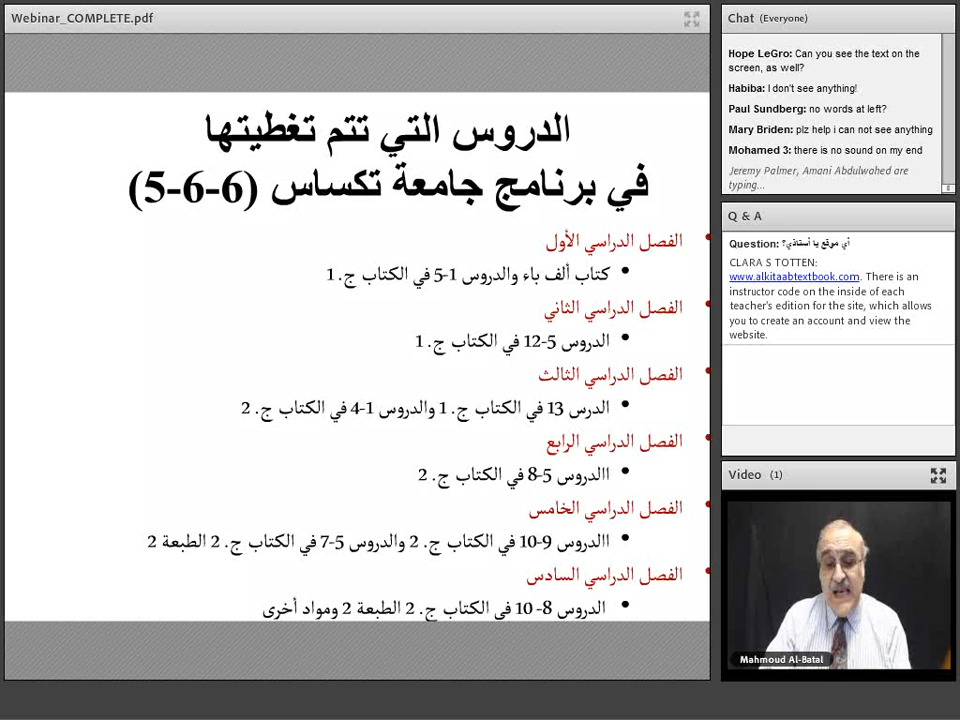 Webinar_COMPLETE.pdf
الدروس التي تتم تغطيتها
في برنامج جامعة تكساس (6-6-5)
• الفصل الدراسي الأول
• كتاب ألف باء والدروس 1-5 في الكتاب ج. 1
• الفصل الدراسي الثاني
• الدروس 5-12 في الكتاب ج. 1
• الفصل الدراسي الثالث
• الدرس 13 في الكتاب ج. 1 والدروس 1-4 في الكتاب ج. 2
• الفصل الدراسي الرابع
• االدروس 5-8 في الكتاب ج. 2
• الفصل الدراسي الخامس
• االدروس 9-10 في الكتاب ج. 2 والدروس 5-7 في الكتاب ج. 2 الطبعة 2
• الفصل الدراسي السادس
• الدروس 8- 10 في الكتاب ج. 2 الطبعة 2 ومواد أخرى
Chat (Everyone)
Hope LeGro: Can you see the text on the
screen, as well?
Habiba: I don't see anything!
Paul Sundberg: no words at left?
Mary Briden: plz help i can not see anything
Mohamed 3: there is no sound on my end
Jeremy Palmer, Amani Abdulwahed are
typing...
Q & A
Question: أي موقع يا أستاذي؟
CLARA S TOTTEN:
www.alkitaabtextbook.com. There is an
instructor code on the inside of each
teacher's edition for the site, which allows
you to create an account and view the
website.
Video (1)
Mahmoud Al-Batal